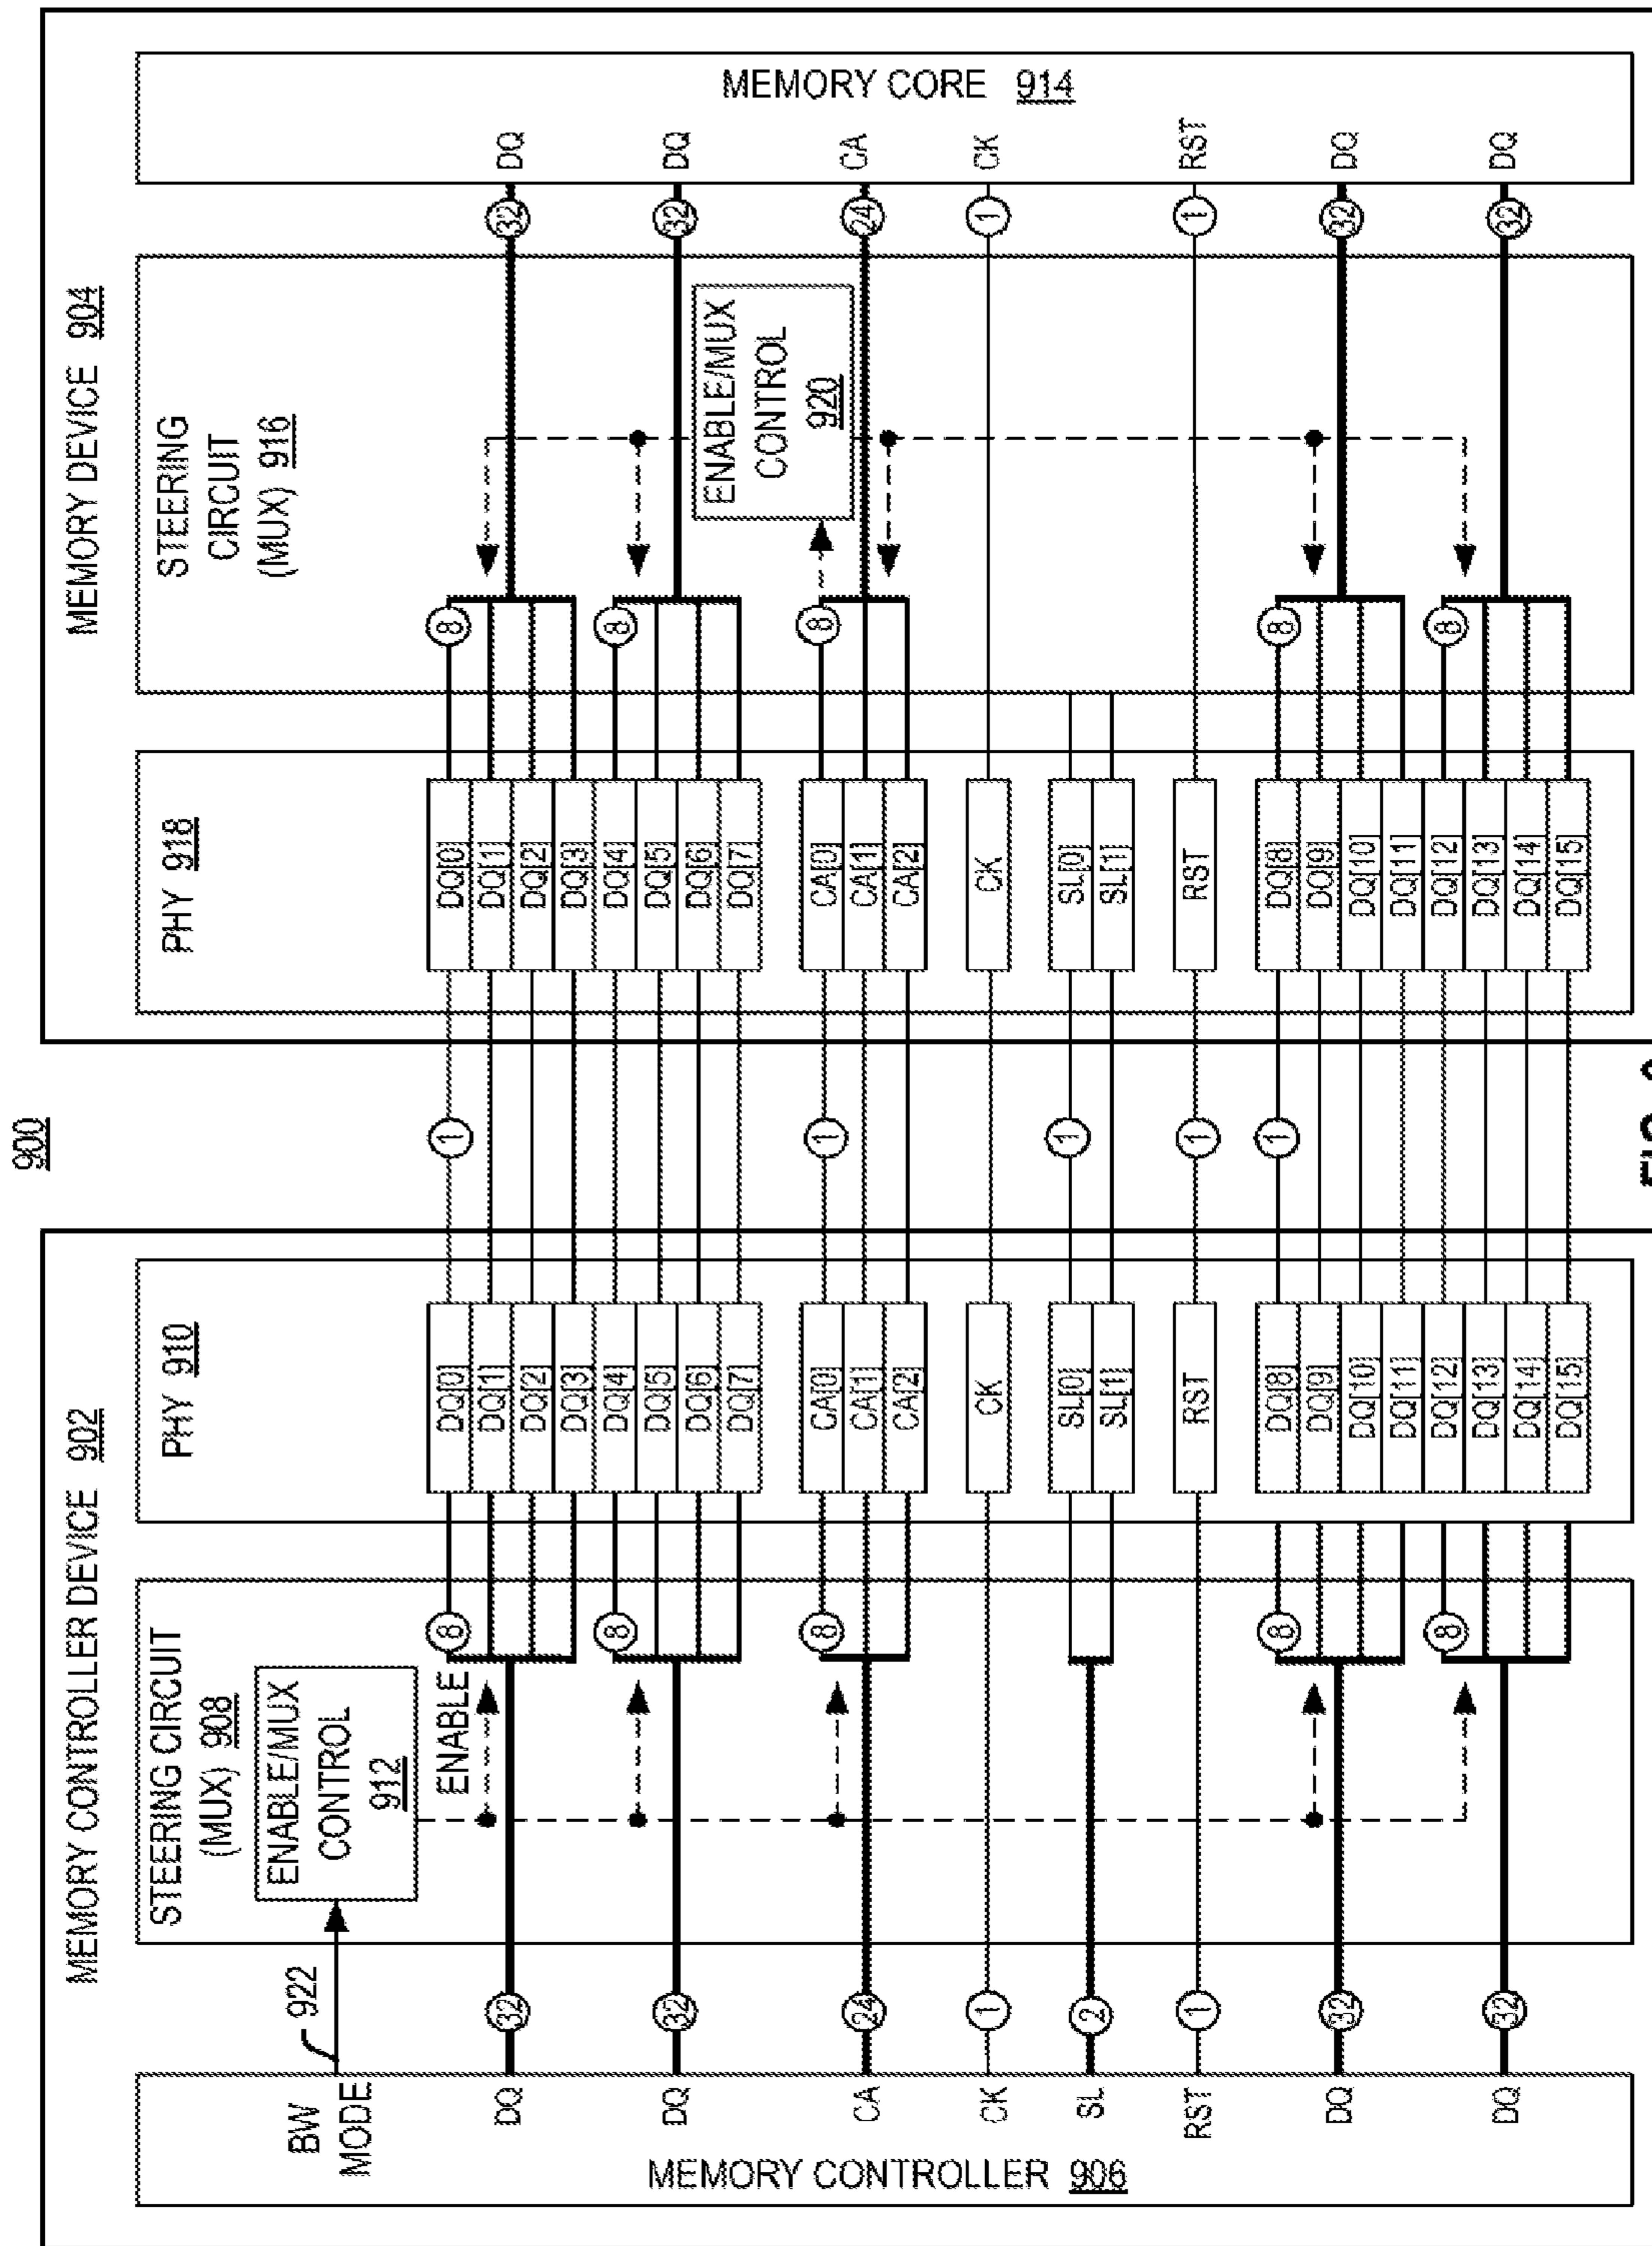 900
MEMORY CONTROLLER DEVICE 902
MEMORY CONTROLLER 906
BW
MODE
DQ
DQ
CA
CK
SL
RST
DQ
DQ
922
32
32
24
1
2
1
32
32
STEERING CIRCUIT
(MUX) 908
ENABLE/MUX
CONTROL
912
ENABLE
8
8
8
8
8
PHY 910
DQ[0]
DQ[1]
DQ[2]
DQ[3]
DQ[4]
DQ[5]
DQ[6]
DQ[7]
CA[0]
CA[1]
CA[2]
CK
SL[0]
SL[1]
RST
DQ[8]
DQ[9]
DQ[10]
DQ[11]
DQ[12]
DQ[13]
DQ[14]
DQ[15]
1
1
1
1
1
MEMORY DEVICE 904
PHY 918
DQ[0]
DQ[1]
DQ[2]
DQ[3]
DQ[4]
DQ[5]
DQ[6]
DQ[7]
CA[0]
CA[1]
CA[2]
CK
SL[0]
SL[1]
RST
DQ[8]
DQ[9]
DQ[10]
DQ[11]
DQ[12]
DQ[13]
DQ[14]
DQ[15]
STEERING
CIRCUIT
(MUX) 916
8
8
8
8
8
ENABLE/MUX
CONTROL
920
32
32
24
1
1
32
32
MEMORY CORE 914
DQ
DQ
CA
CK
RST
DQ
DQ
FIG.